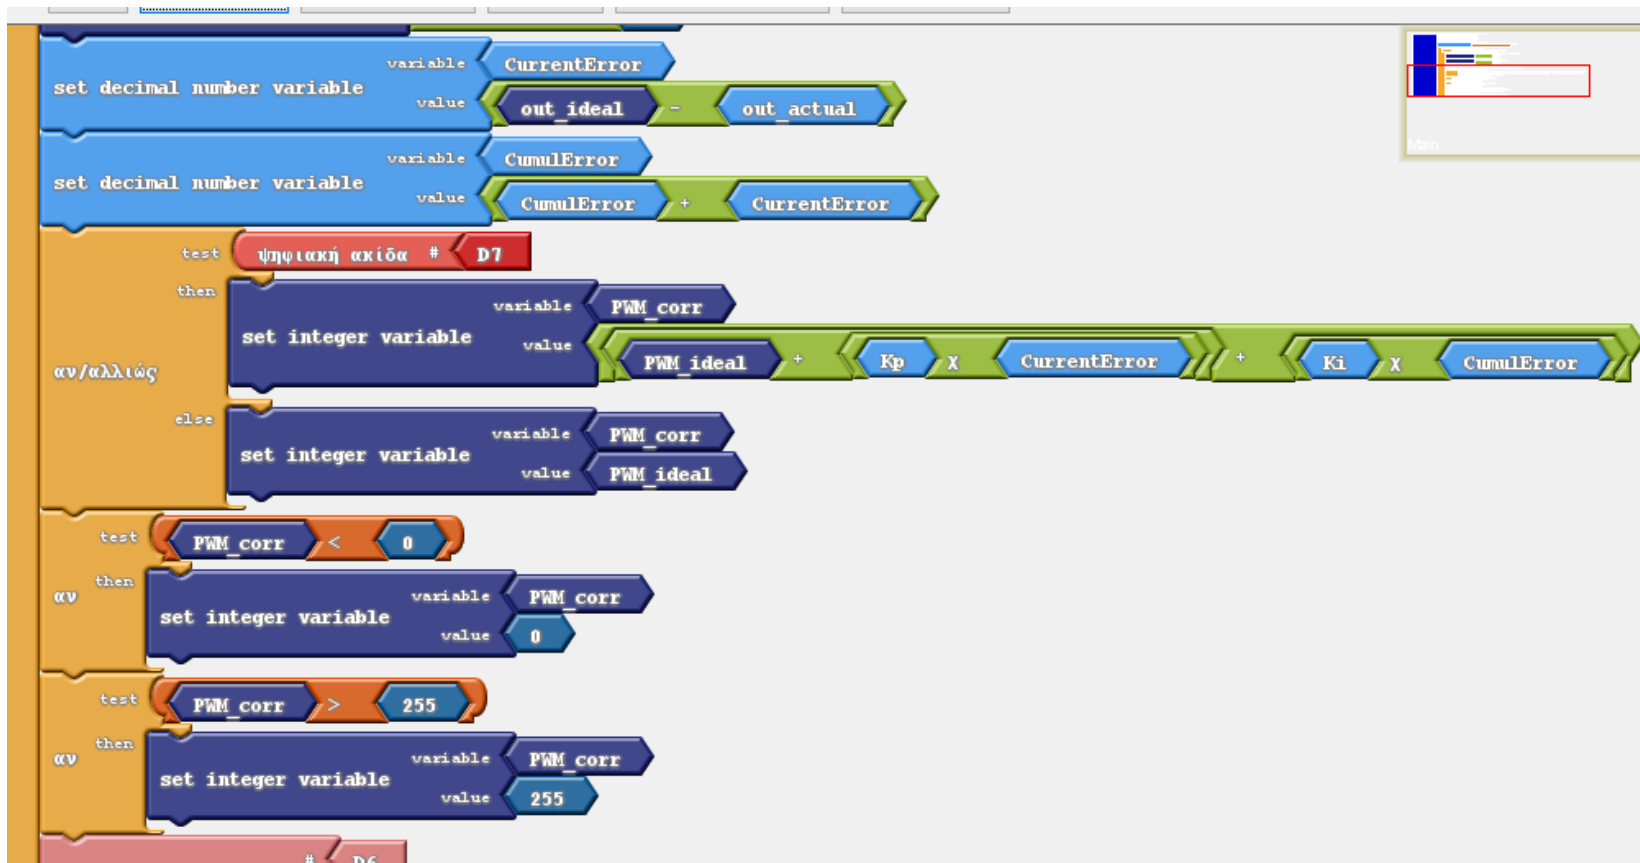 variable CurrentError
set decimal number variable
value out_ideal - out_actual
variable CumulError
set decimal number variable
value CumulError + CurrentError
test ψηφιακή ακίδα # D7
then
variable PWM_corr
set integer variable
value PWM_ideal + Kp X CurrentError + Ki X CumulError
αν/αλλιώς
else
variable PWM_corr
set integer variable
value PWM_ideal
test PWM_corr < 0
then
αν
variable PWM_corr
set integer variable
value 0
test PWM_corr > 255
then
αν
variable PWM_corr
set integer variable
value 255
# D6
Main